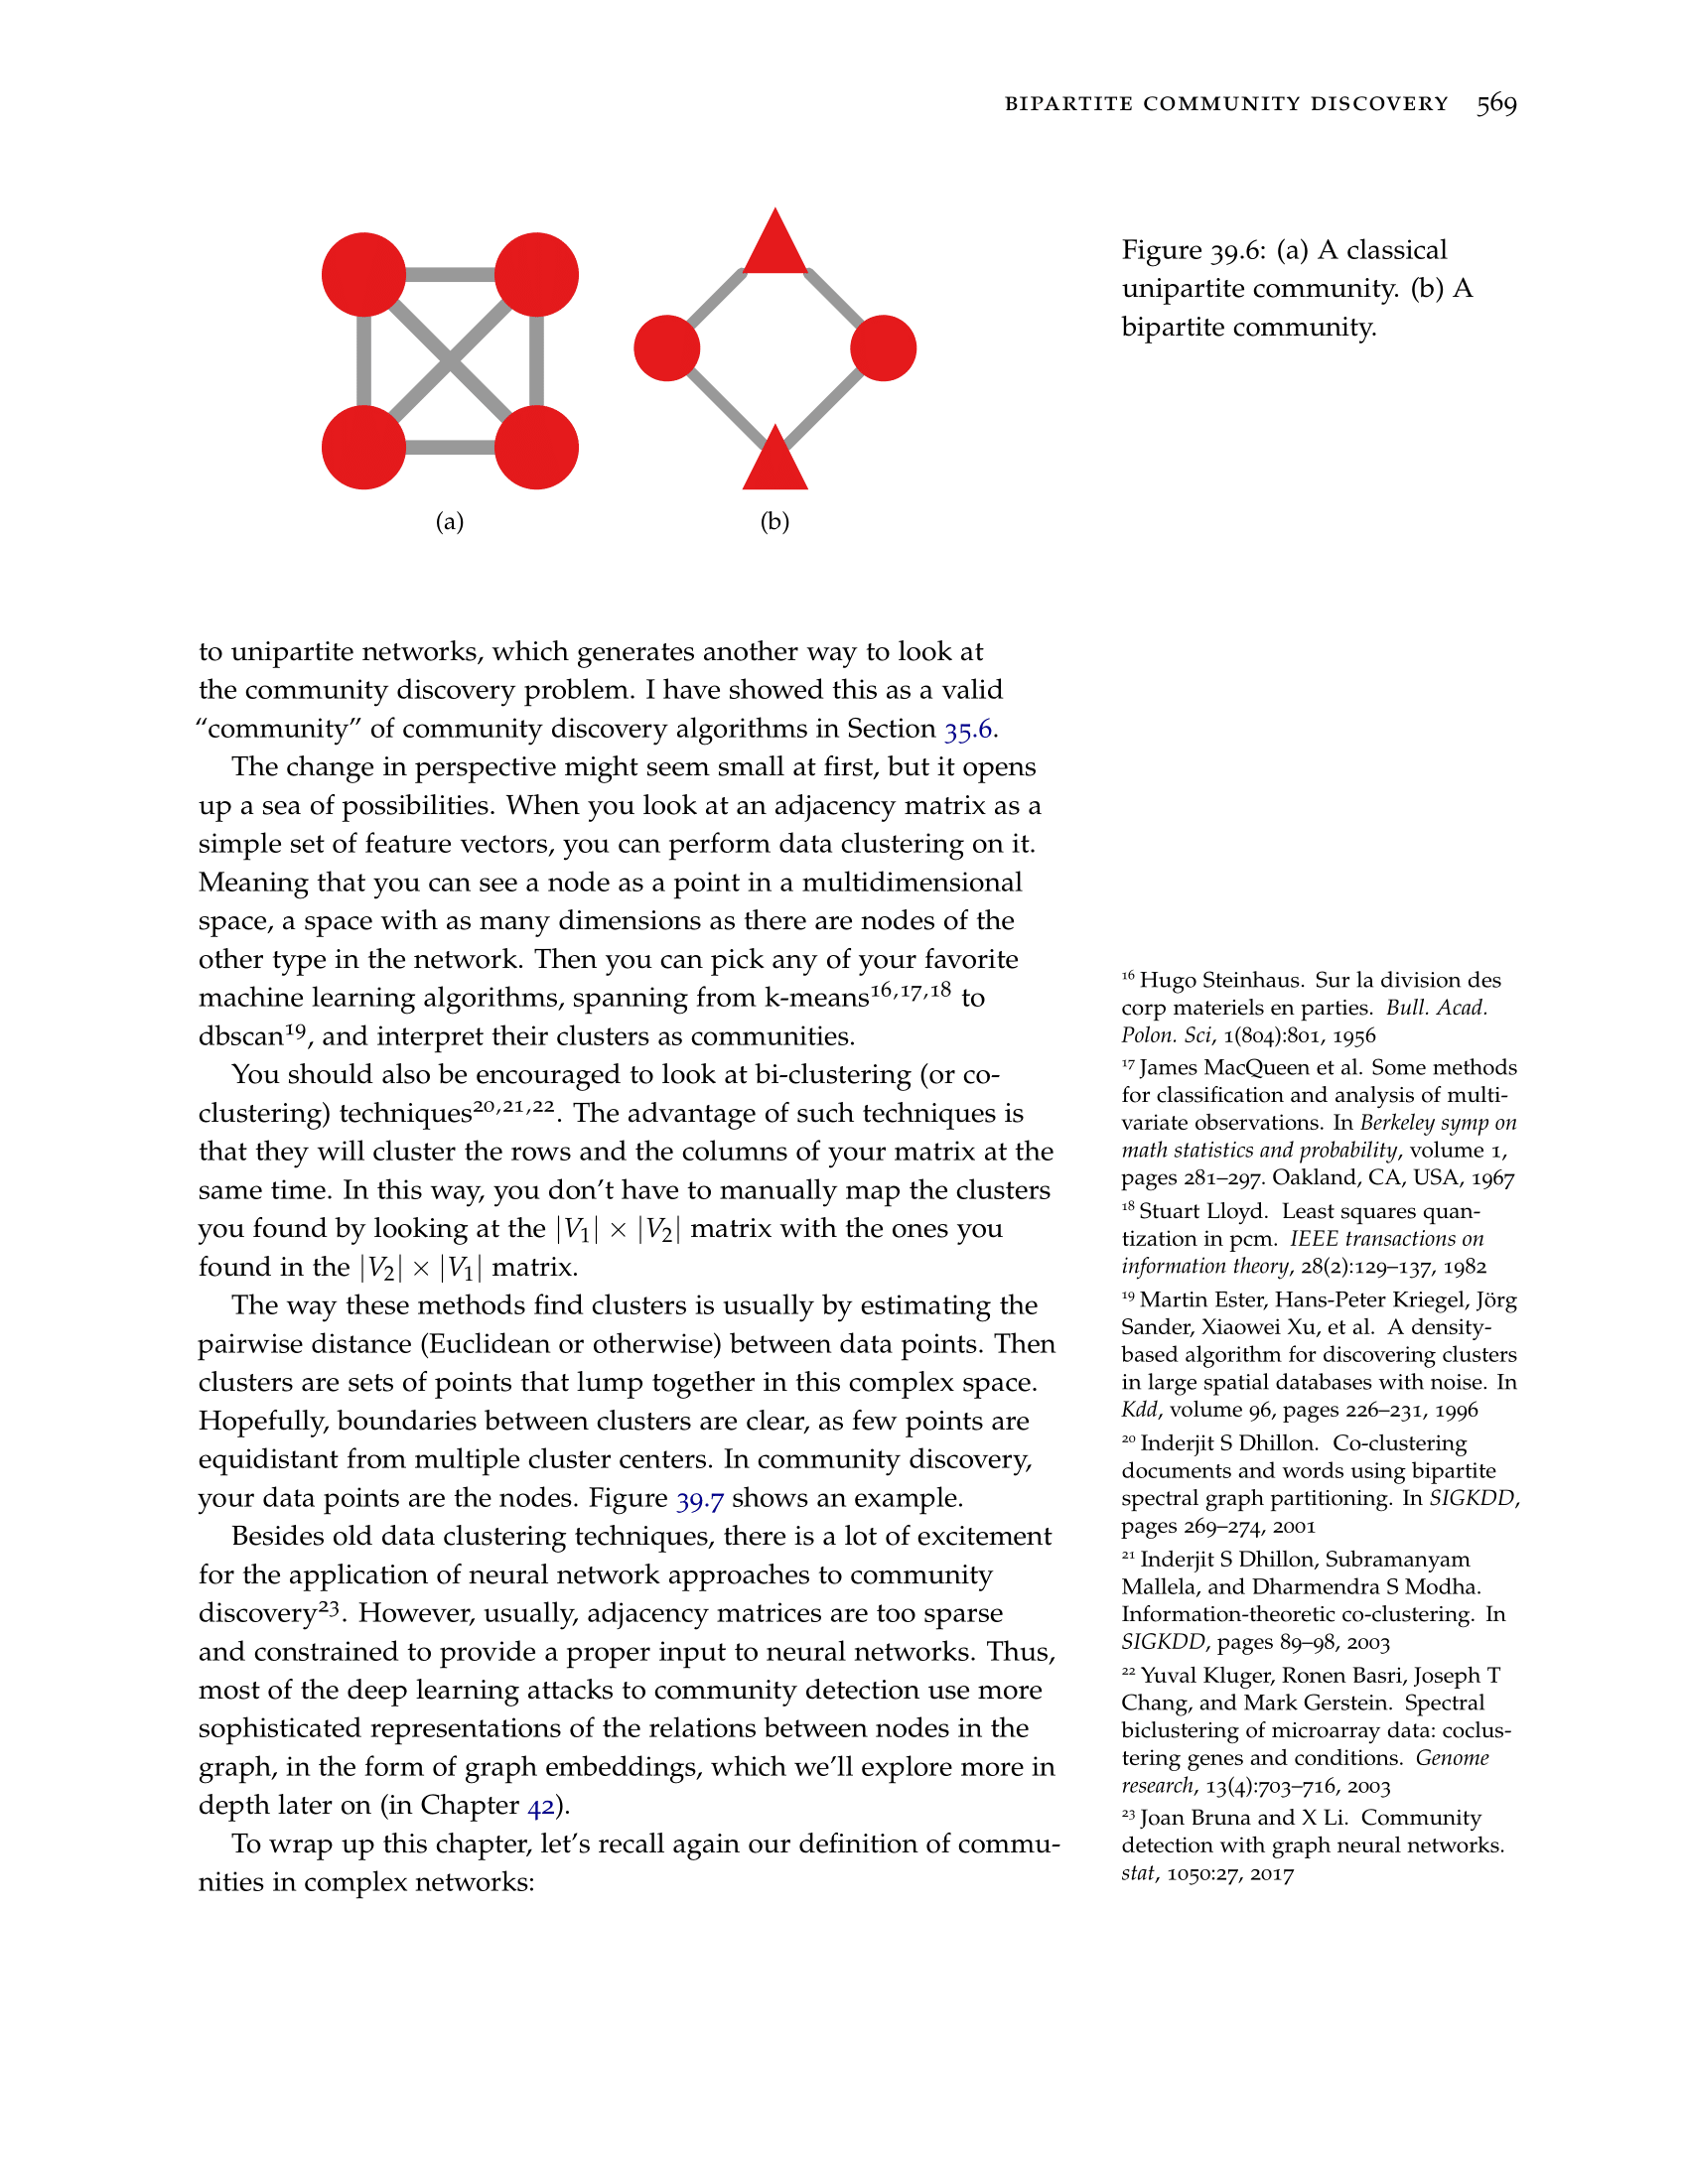 BIPARTITE COMMUNITY DISCOVERY 569
(a)
(b)
Figure 39.6: (a) A classical
unipartite community. (b) A
bipartite community.
to unipartite networks, which generates another way to look at
the community discovery problem. I have showed this as a valid
“community” of community discovery algorithms in Section 35.6.
The change in perspective might seem small at first, but it opens
up a sea of possibilities. When you look at an adjacency matrix as a
simple set of feature vectors, you can perform data clustering on it.
Meaning that you can see a node as a point in a multidimensional
space, a space with as many dimensions as there are nodes of the
other type in the network. Then you can pick any of your favorite
machine learning algorithms, spanning from k-means¹⁶,¹⁷,¹⁸ to
dbscan¹⁹, and interpret their clusters as communities.
You should also be encouraged to look at bi-clustering (or co-
clustering) techniques²⁰,²¹,²². The advantage of such techniques is
that they will cluster the rows and the columns of your matrix at the
same time. In this way, you don’t have to manually map the clusters
you found by looking at the |V₁| × |V₂| matrix with the ones you
found in the |V₂| × |V₁| matrix.
The way these methods find clusters is usually by estimating the
pairwise distance (Euclidean or otherwise) between data points. Then
clusters are sets of points that lump together in this complex space.
Hopefully, boundaries between clusters are clear, as few points are
equidistant from multiple cluster centers. In community discovery,
your data points are the nodes. Figure 39.7 shows an example.
Besides old data clustering techniques, there is a lot of excitement
for the application of neural network approaches to community
discovery²³. However, usually, adjacency matrices are too sparse
and constrained to provide a proper input to neural networks. Thus,
most of the deep learning attacks to community detection use more
sophisticated representations of the relations between nodes in the
graph, in the form of graph embeddings, which we’ll explore more in
depth later on (in Chapter 42).
To wrap up this chapter, let’s recall again our definition of commu-
nities in complex networks:
¹⁶ Hugo Steinhaus. Sur la division des
corp materiels en parties. Bull. Acad.
Polon. Sci, 1(804):801, 1956
¹⁷ James MacQueen et al. Some methods
for classification and analysis of multi-
variate observations. In Berkeley symp on
math statistics and probability, volume 1,
pages 281–297. Oakland, CA, USA, 1967
¹⁸ Stuart Lloyd. Least squares quan-
tization in pcm. IEEE transactions on
information theory, 28(2):129–137, 1982
¹⁹ Martin Ester, Hans-Peter Kriegel, Jörg
Sander, Xiaowei Xu, et al. A density-
based algorithm for discovering clusters
in large spatial databases with noise. In
Kdd, volume 96, pages 226–231, 1996
²⁰ Inderjit S Dhillon. Co-clustering
documents and words using bipartite
spectral graph partitioning. In SIGKDD,
pages 269–274, 2001
²¹ Inderjit S Dhillon, Subramanyam
Mallela, and Dharmendra S Modha.
Information-theoretic co-clustering. In
SIGKDD, pages 89–98, 2003
²² Yuval Kluger, Ronen Basri, Joseph T
Chang, and Mark Gerstein. Spectral
biclustering of microarray data: coclus-
tering genes and conditions. Genome
research, 13(4):703–716, 2003
²³ Joan Bruna and X Li. Community
detection with graph neural networks.
stat, 1050:27, 2017